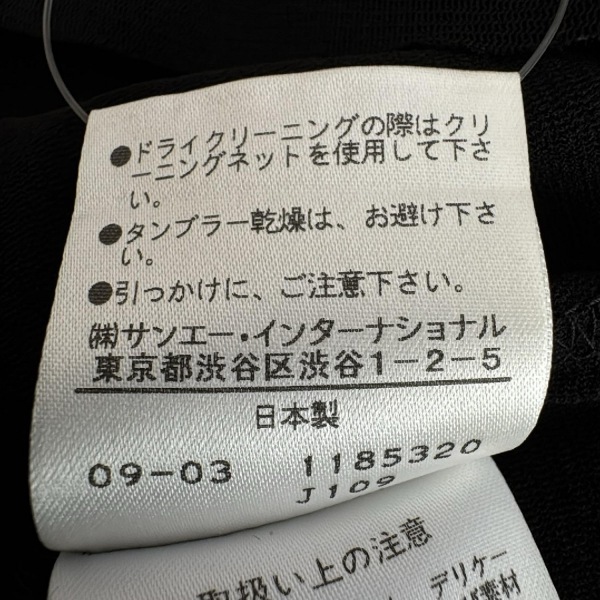 ●ドライクリーニングの際はクリ
ーニングネットを使用して下さ
い。
●タンブラー乾燥は、お避け下さ
い。
●引っかけに、ご注意下さい。
㈱サンエー・インターナショナル
東京都渋谷区渋谷1-2-5
日本製
09-03 1185320
J109
取扱い上の注意
デリケー
素材